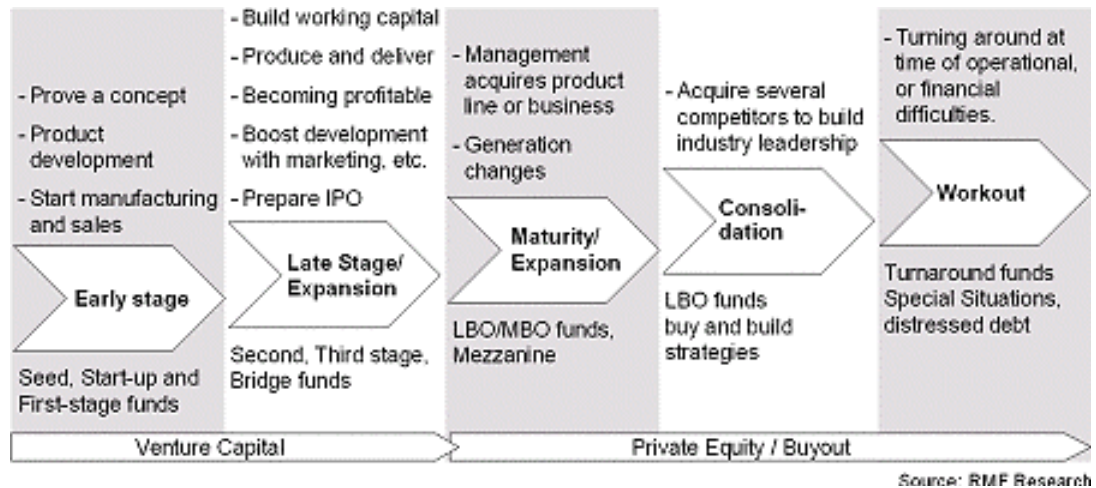 - Prove a concept
- Product
development
- Start manufacturing
and sales
Early stage
Seed, Start-up and
First-stage funds
- Build working capital
- Produce and deliver
- Becoming profitable
- Boost development
with marketing, etc.
- Prepare IPO
Late Stage/
Expansion
Second, Third stage,
Bridge funds
- Management
acquires product
line or business
- Generation
changes
Maturity/
Expansion
LBO/MBO funds,
Mezzanine
- Acquire several
competitors to build
industry leadership
Consoli-
dation
LBO funds
buy and build
strategies
- Turning around at
time of operational,
or financial
difficulties.
Workout
Turnaround funds
Special Situations,
distressed debt
Venture Capital
Private Equity / Buyout
Source: RMF Research